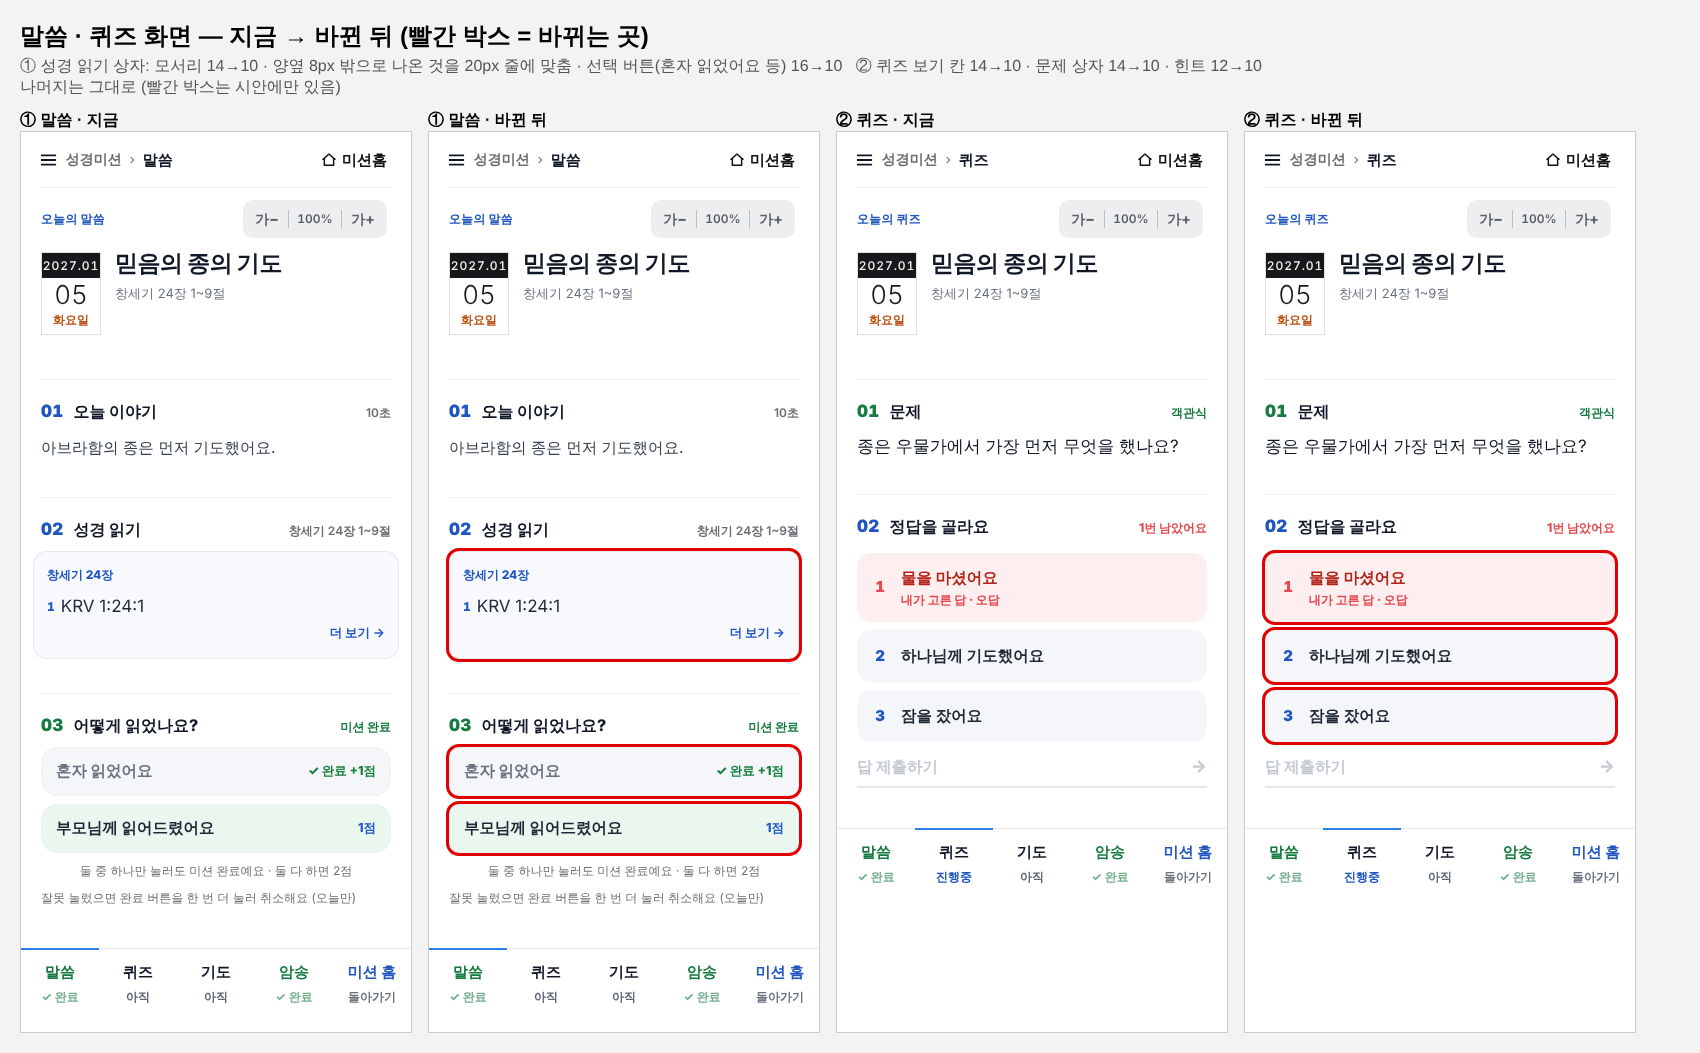 말씀 · 퀴즈 화면 — 지금 → 바뀐 뒤 (빨간 박스 = 바뀌는 곳)
① 성경 읽기 상자: 모서리 14→10 · 양옆 8px 밖으로 나온 것을 20px 줄에 맞춤 · 선택 버튼(혼자 읽었어요 등) 16→10 ② 퀴즈 보기 칸 14→10 · 문제 상자 14→10 · 힌트 12→10
나머지는 그대로 (빨간 박스는 시안에만 있음)
① 말씀 · 지금
성경미션 › 말씀
미션홈
오늘의 말씀
가− 100% 가+
2027.01
05
화요일
믿음의 종의 기도
창세기 24장 1~9절
01 오늘 이야기
10초
아브라함의 종은 먼저 기도했어요.
02 성경 읽기
창세기 24장 1~9절
창세기 24장
1 KRV 1:24:1
더 보기 →
03 어떻게 읽었나요?
미션 완료
혼자 읽었어요
✓ 완료 +1점
부모님께 읽어드렸어요
1점
둘 중 하나만 눌러도 미션 완료예요 · 둘 다 하면 2점
잘못 눌렀으면 완료 버튼을 한 번 더 눌러 취소해요 (오늘만)
말씀 퀴즈 기도 암송 미션 홈
✓ 완료 아직 아직 ✓ 완료 돌아가기
① 말씀 · 바뀐 뒤
성경미션 › 말씀
미션홈
오늘의 말씀
가− 100% 가+
2027.01
05
화요일
믿음의 종의 기도
창세기 24장 1~9절
01 오늘 이야기
10초
아브라함의 종은 먼저 기도했어요.
02 성경 읽기
창세기 24장 1~9절
창세기 24장
1 KRV 1:24:1
더 보기 →
03 어떻게 읽었나요?
미션 완료
혼자 읽었어요
✓ 완료 +1점
부모님께 읽어드렸어요
1점
둘 중 하나만 눌러도 미션 완료예요 · 둘 다 하면 2점
잘못 눌렀으면 완료 버튼을 한 번 더 눌러 취소해요 (오늘만)
말씀 퀴즈 기도 암송 미션 홈
✓ 완료 아직 아직 ✓ 완료 돌아가기
② 퀴즈 · 지금
성경미션 › 퀴즈
미션홈
오늘의 퀴즈
가− 100% 가+
2027.01
05
화요일
믿음의 종의 기도
창세기 24장 1~9절
01 문제
객관식
종은 우물가에서 가장 먼저 무엇을 했나요?
02 정답을 골라요
1번 남았어요
1 물을 마셨어요
내가 고른 답 · 오답
2 하나님께 기도했어요
3 잠을 잤어요
답 제출하기 →
말씀 퀴즈 기도 암송 미션 홈
✓ 완료 진행중 아직 ✓ 완료 돌아가기
② 퀴즈 · 바뀐 뒤
성경미션 › 퀴즈
미션홈
오늘의 퀴즈
가− 100% 가+
2027.01
05
화요일
믿음의 종의 기도
창세기 24장 1~9절
01 문제
객관식
종은 우물가에서 가장 먼저 무엇을 했나요?
02 정답을 골라요
1번 남았어요
1 물을 마셨어요
내가 고른 답 · 오답
2 하나님께 기도했어요
3 잠을 잤어요
답 제출하기 →
말씀 퀴즈 기도 암송 미션 홈
✓ 완료 진행중 아직 ✓ 완료 돌아가기